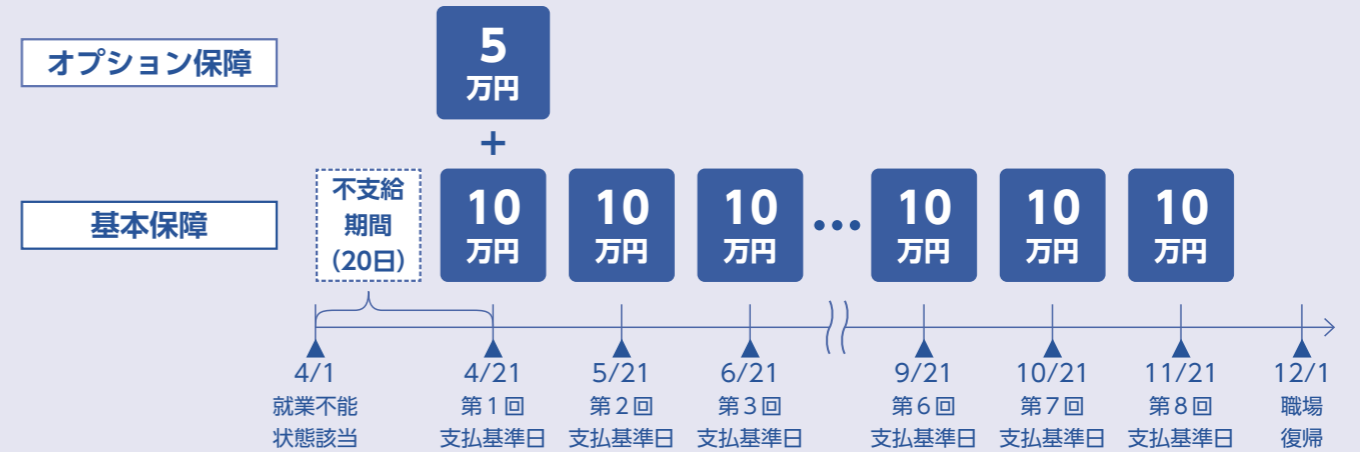 オプション保障
5
万円
+
基本保障
不支給
期間
(20日)
10
万円
10
万円
10
万円
•••
10
万円
10
万円
10
万円
4/1
就業不能
状態該当
4/21
第1回
支払基準日
5/21
第2回
支払基準日
6/21
第3回
支払基準日
9/21
第6回
支払基準日
10/21
第7回
支払基準日
11/21
第8回
支払基準日
12/1
職場
復帰